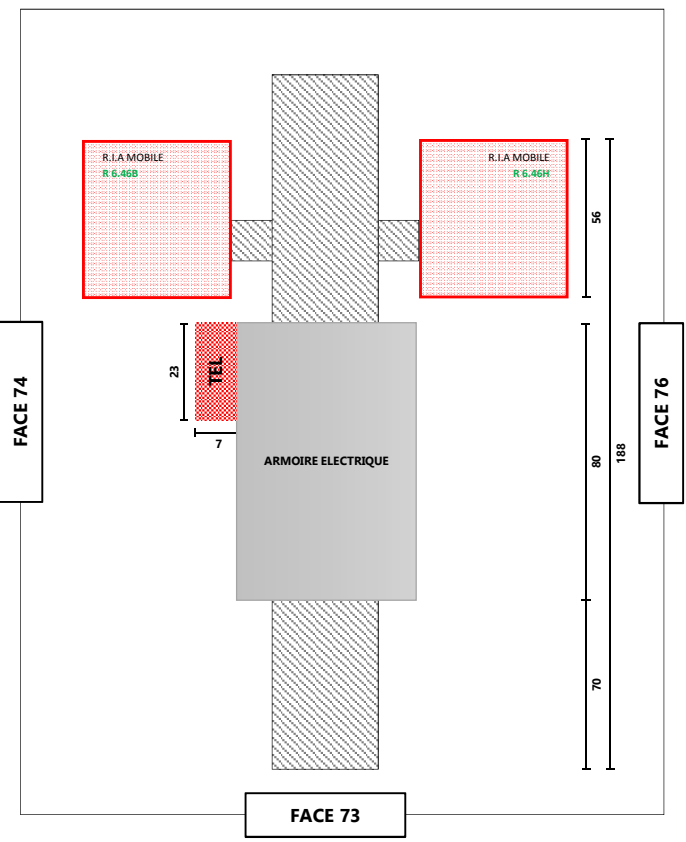 R.I.A MOBILE
R 6.46B
R.I.A MOBILE
R 6.46H
56
FACE 74
23
TEL
7
ARMOIRE ELECTRIQUE
80
188
FACE 76
70
FACE 73